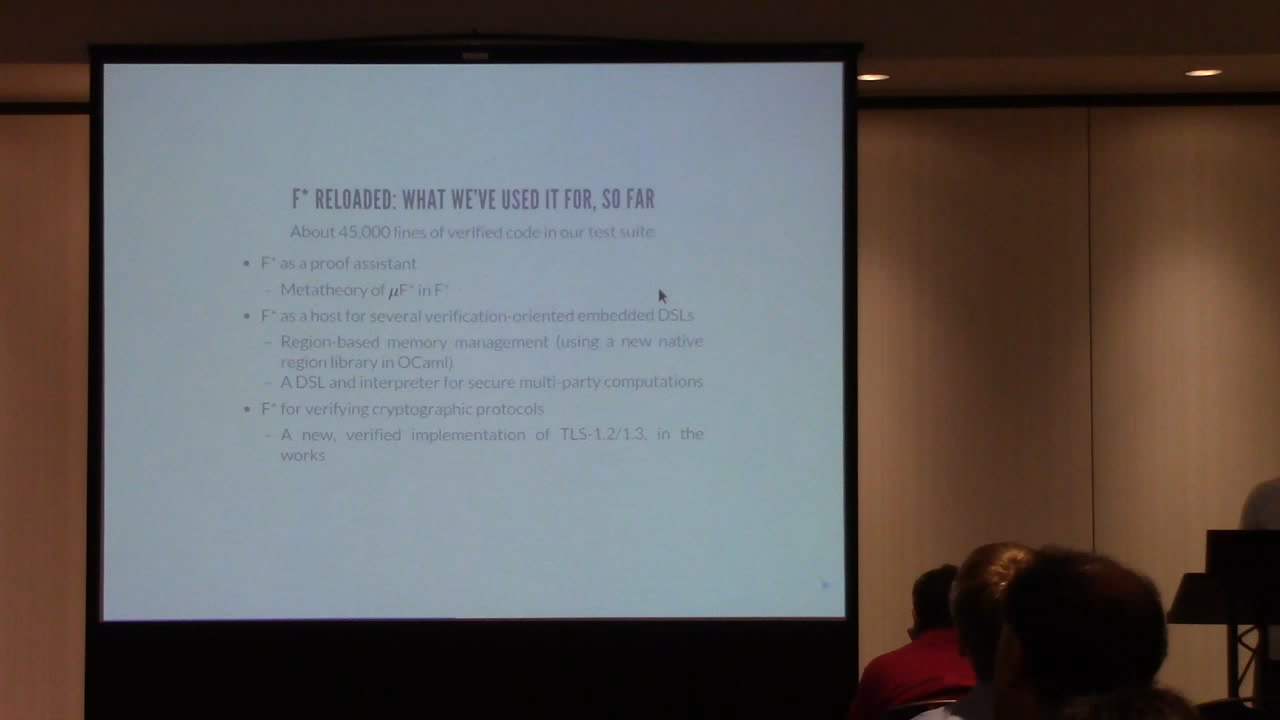 F* RELOADED: WHAT WE'VE USED IT FOR, SO FAR
About 45,000 lines of verified code in our test suite
• F* as a proof assistant
- Metatheory of μF* in F*
• F* as a host for several verification-oriented embedded DSLs
- Region-based memory management (using a new native
region library in OCaml)
- A DSL and interpreter for secure multi-party computations
• F* for verifying cryptographic protocols
- A new, verified implementation of TLS-1.2/1.3, in the
works